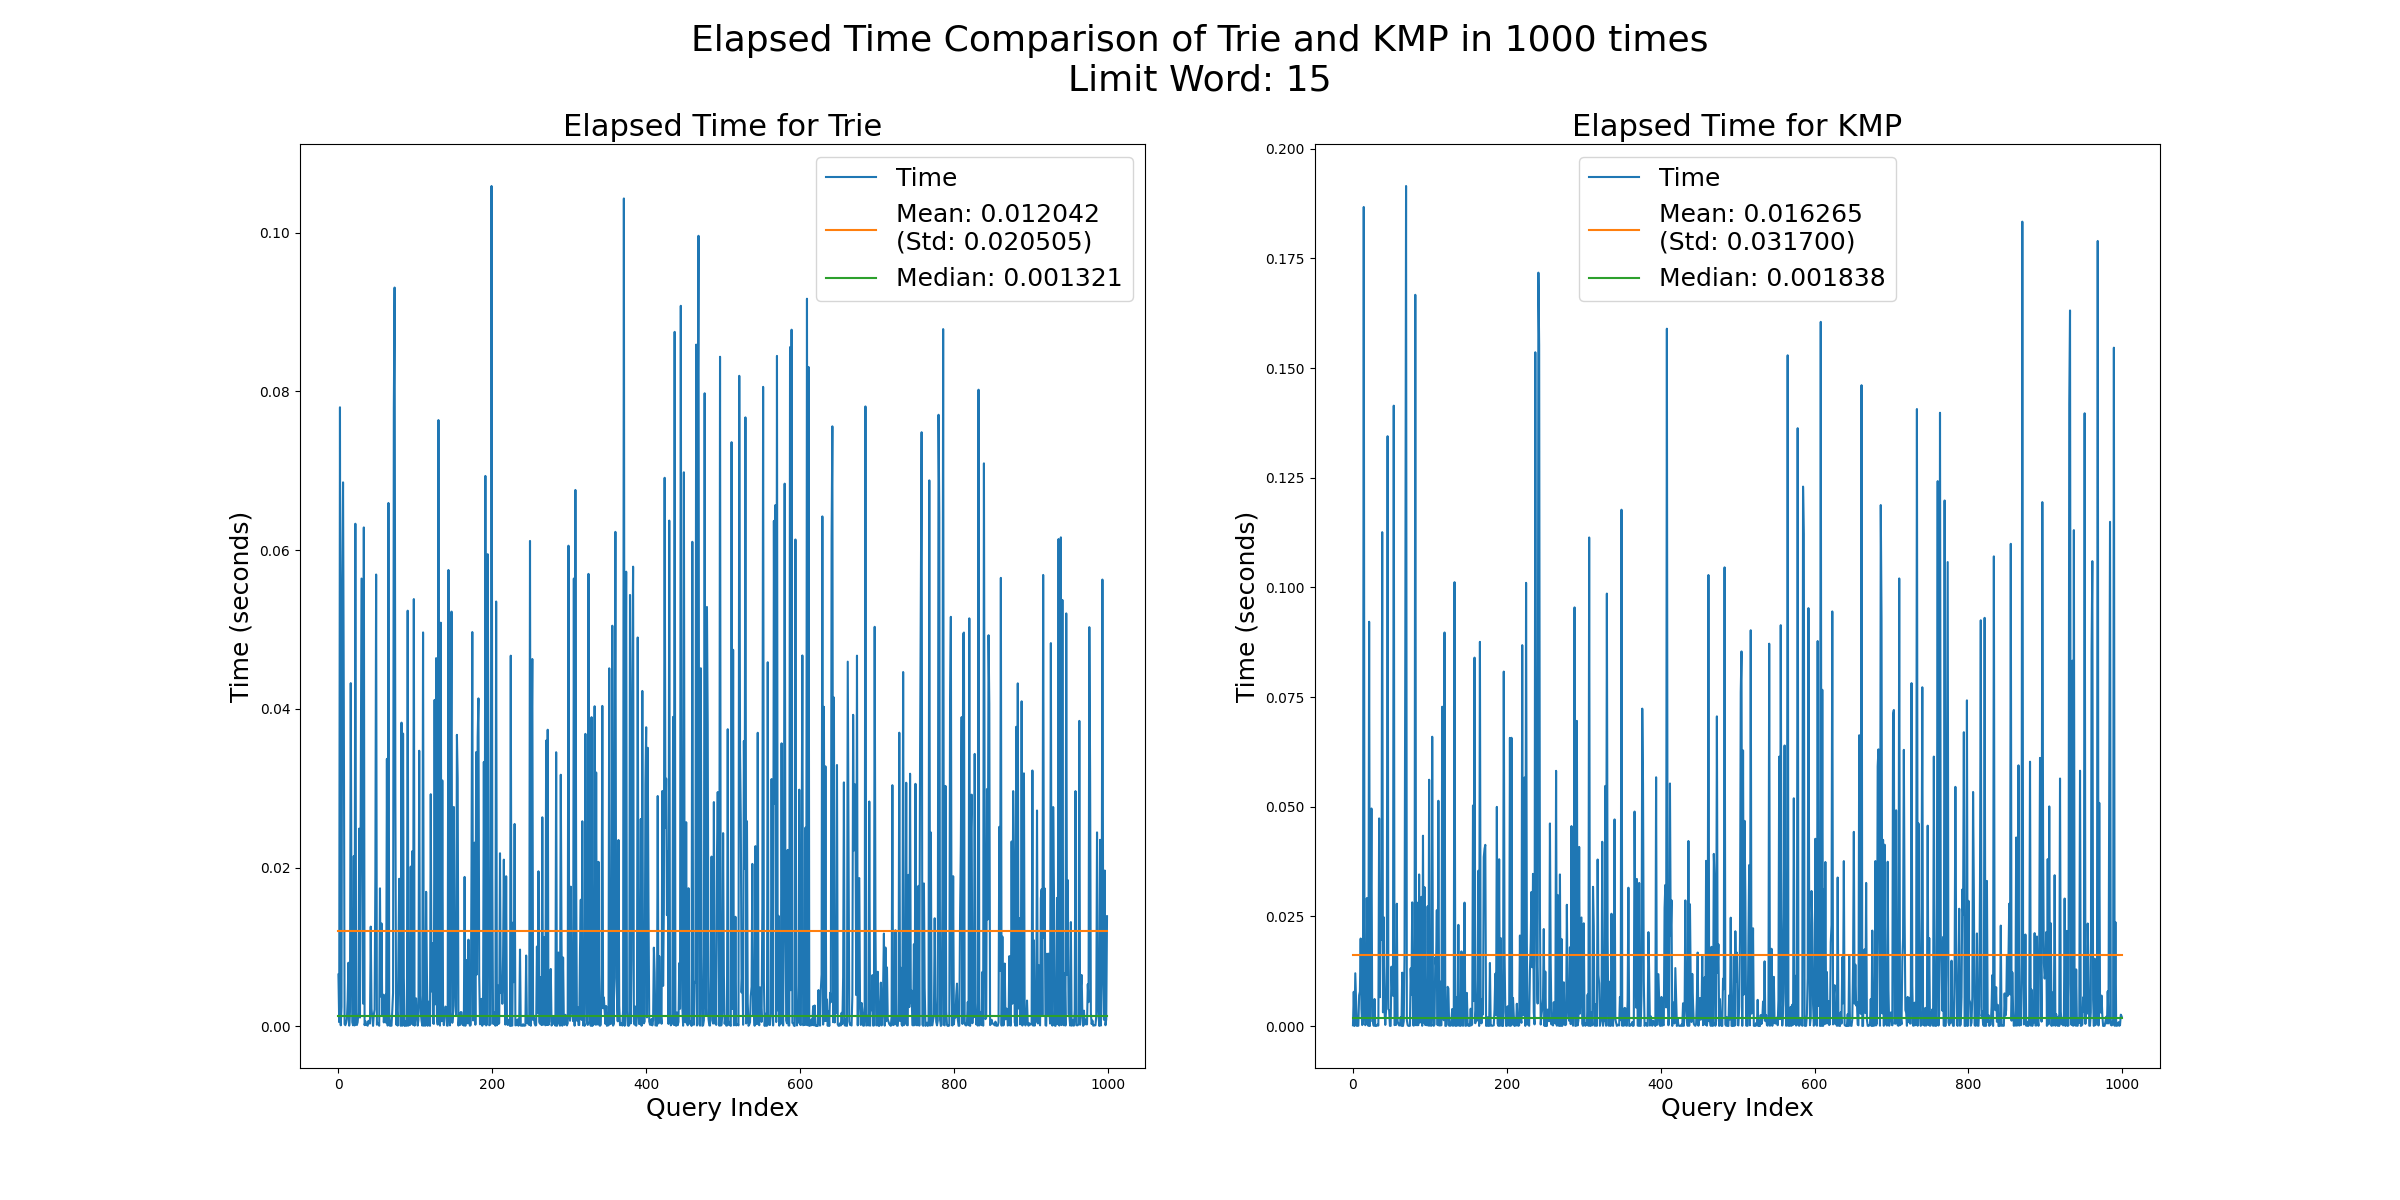 Elapsed Time Comparison of Trie and KMP in 1000 times
Limit Word: 15
Elapsed Time for Trie
Time
Mean: 0.012042
(Std: 0.020505)
Median: 0.001321
0.10
0.08
0.06
0.04
0.02
0.00
Time (seconds)
0
200
400
600
800
1000
Query Index
Elapsed Time for KMP
Time
Mean: 0.016265
(Std: 0.031700)
Median: 0.001838
0.200
0.175
0.150
0.125
0.100
0.075
0.050
0.025
0.000
Time (seconds)
0
200
400
600
800
1000
Query Index